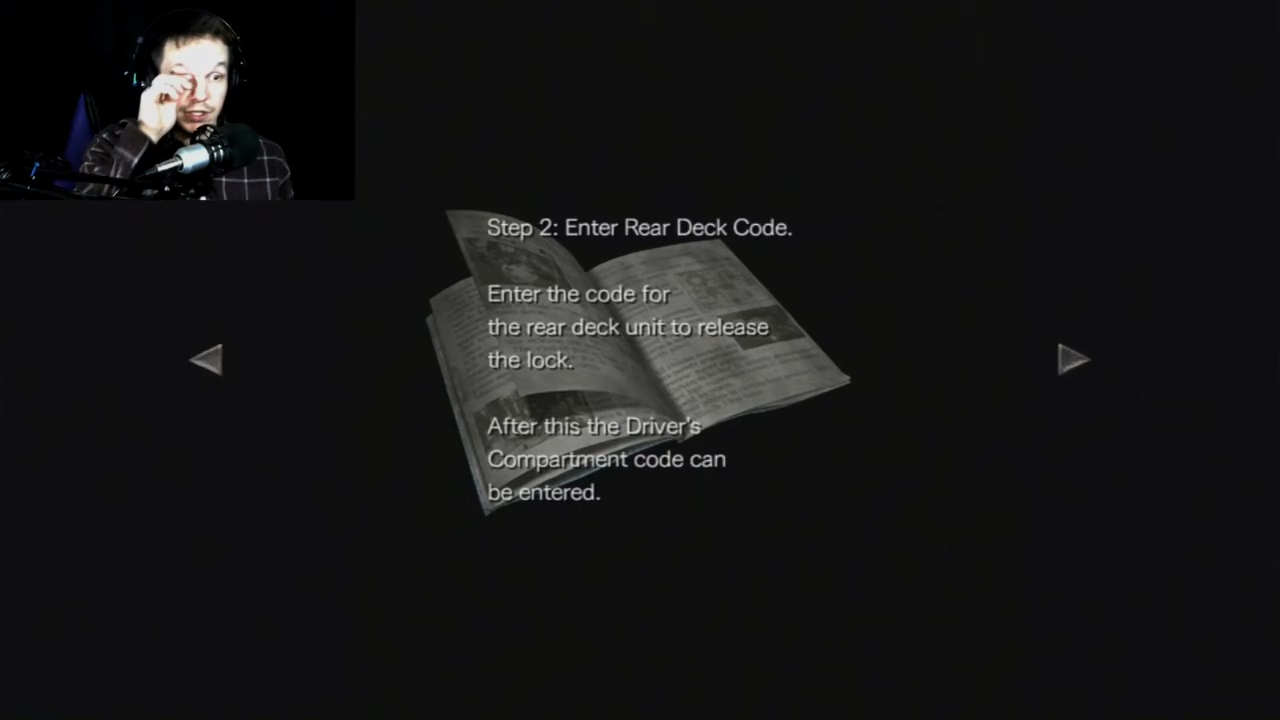 Step 2: Enter Rear Deck Code.
Enter the code for
the rear deck unit to release
the lock.
After this the Driver's
Compartment code can
be entered.